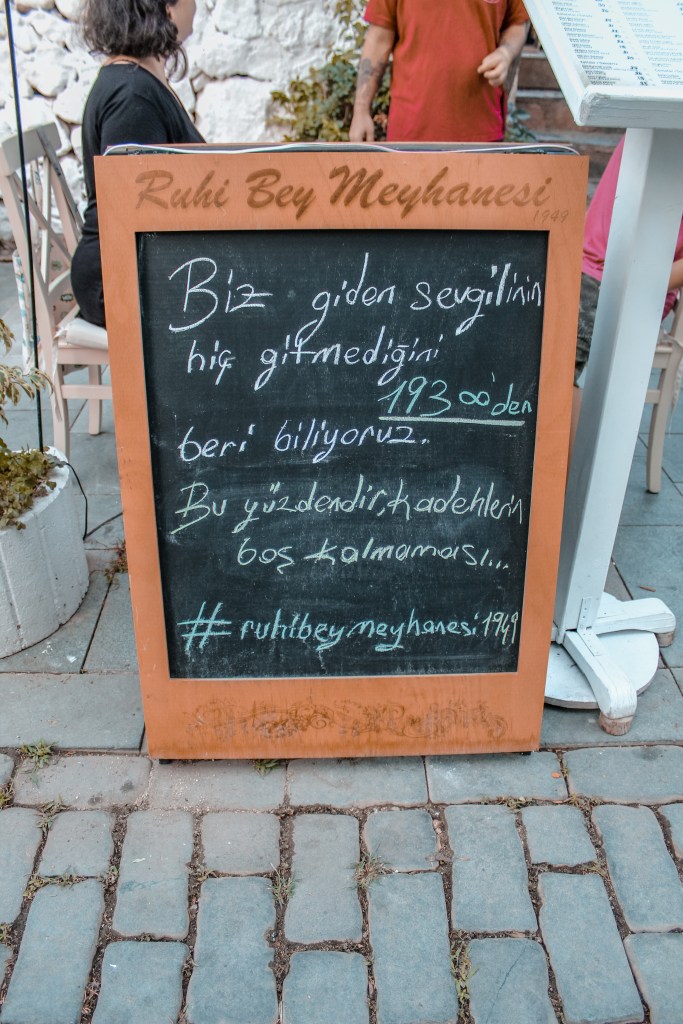 Ruhi Bey Meyhanesi
1949
Biz giden sevgilinin
hiç gitmediğini
193 00'den
beri biliyoruz.
Bu yüzdendir, kadehlerin
boş kalmaması...
#ruhibeymeyhanesi1949